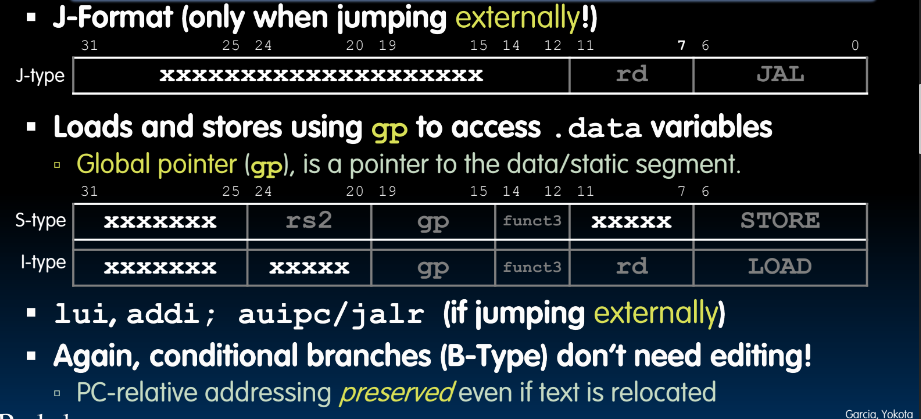 ▪ J-Format (only when jumping externally!)
31 25 24 20 19 15 14 12 11 7 6 0
J-type xxxxxxxxxxxxxxxxxxxx rd JAL
▪ Loads and stores using gp to access .data variables
▫ Global pointer (gp), is a pointer to the data/static segment.
31 25 24 20 19 15 14 12 11 7 6
S-type xxxxxxx rs2 gp funct3 xxxxx STORE
I-type xxxxxxx xxxxx gp funct3 rd LOAD
▪ lui, addi; auipc/jalr (if jumping externally)
▪ Again, conditional branches (B-Type) don't need editing!
▫ PC-relative addressing preserved even if text is relocated
Garcia, Yokota